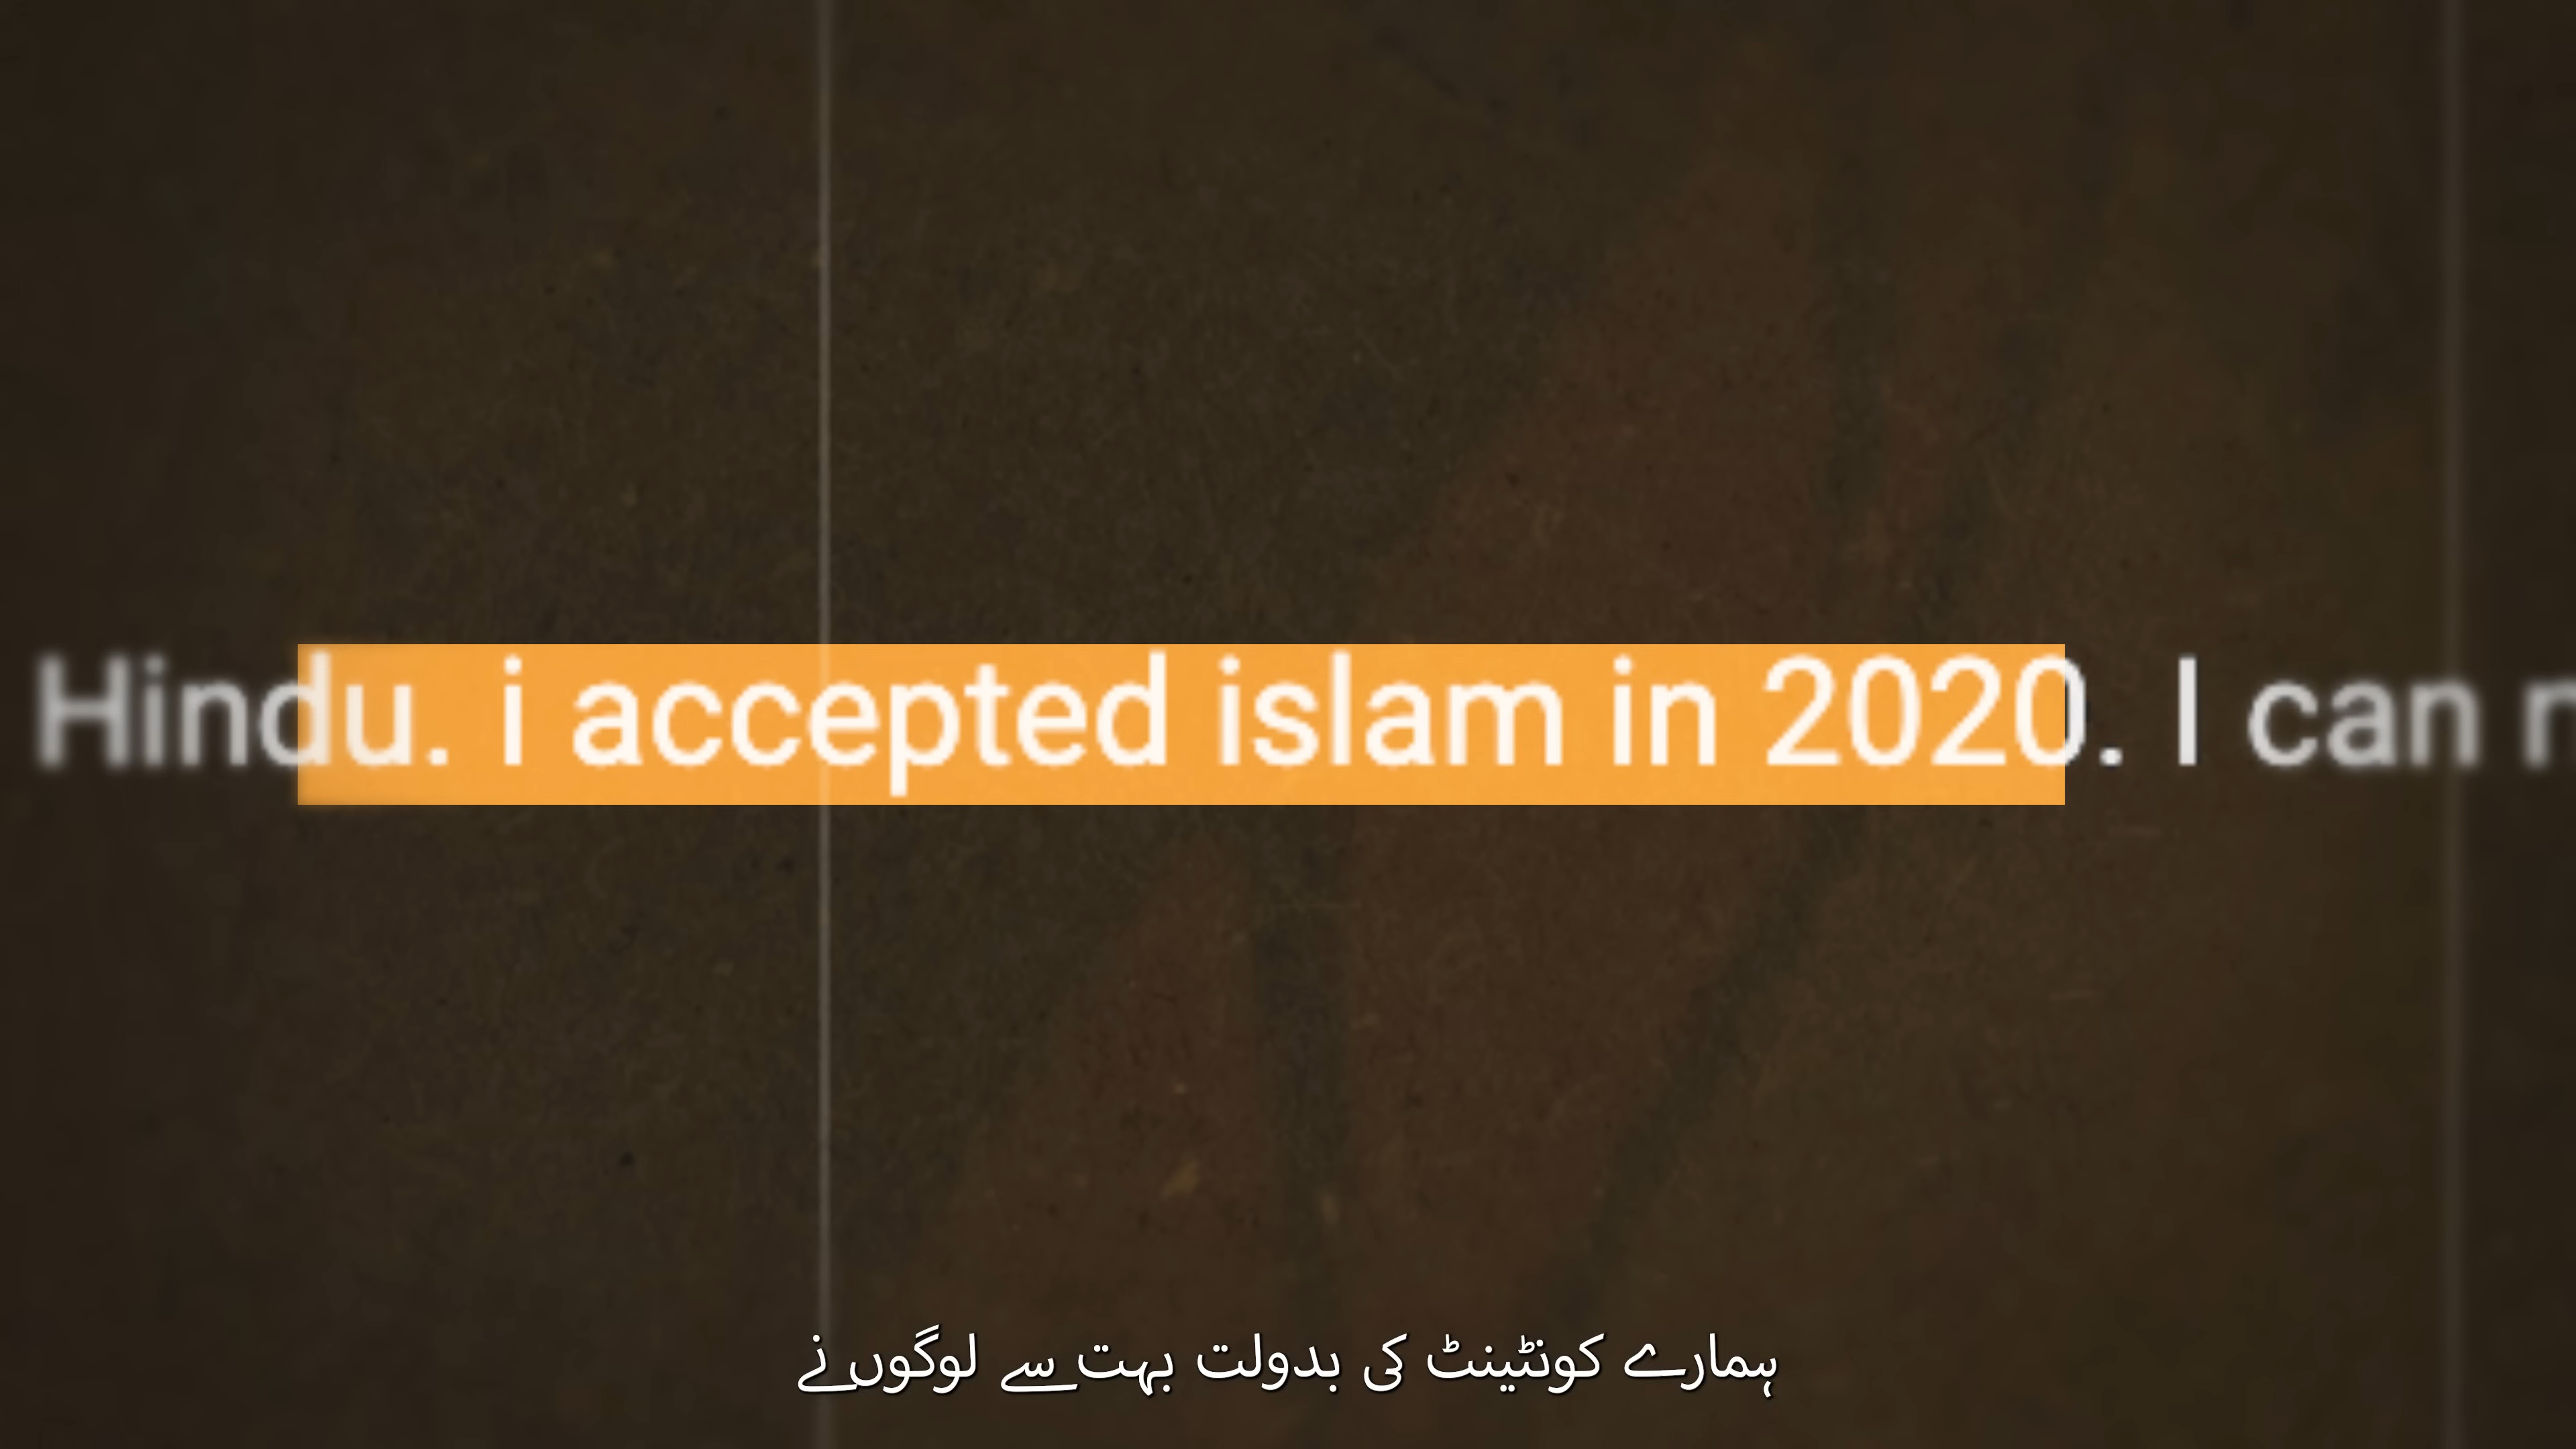 Hindu. i accepted islam in 2020. I can
ہمارے کونٹینٹ کی بدولت بہت سے لوگوں نے